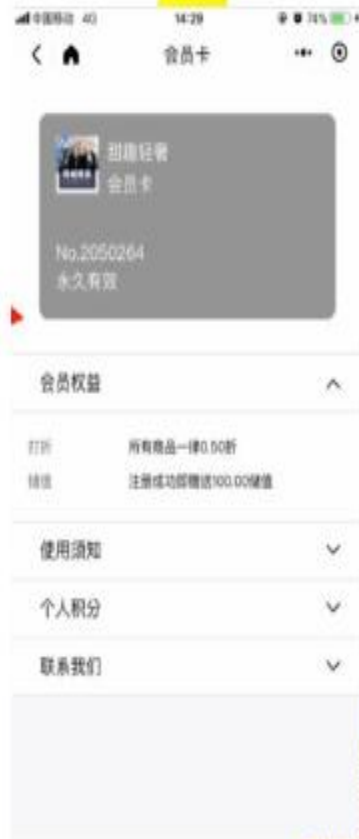 中国移动 4G 14:29 74%
会员卡
甜趣轻奢
会员卡
No.2050264
永久有效
会员权益
打折 所有商品一律0.50折
储值 注册成功即赠送100.00储值
使用须知
个人积分
联系我们